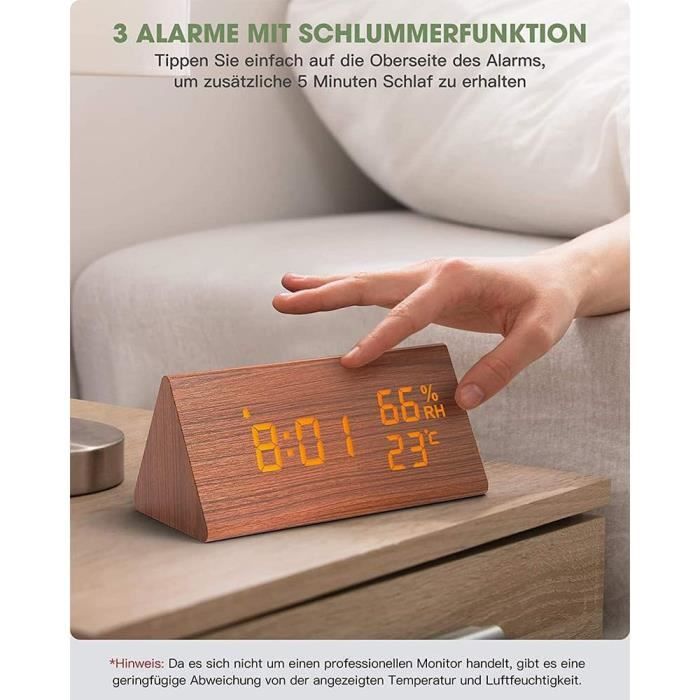 3 ALARME MIT SCHLUMMERFUNKTION
Tippen Sie einfach auf die Oberseite des Alarms,
um zusätzliche 5 Minuten Schlaf zu erhalten
8:01
66%RH
23°C
*Hinweis: Da es sich nicht um einen professionellen Monitor handelt, gibt es eine
geringfügige Abweichung von der angezeigten Temperatur und Luftfeuchtigkeit.